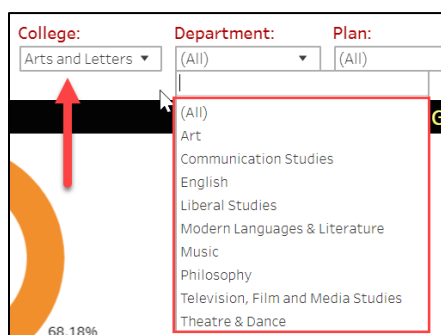 College: Department: Plan:
Arts and Letters (All) (All)
(All)
Art
Communication Studies
G
English
Liberal Studies
Modern Languages & Literature
Music
Philosophy
Television, Film and Media Studies
Theatre & Dance
68.18%